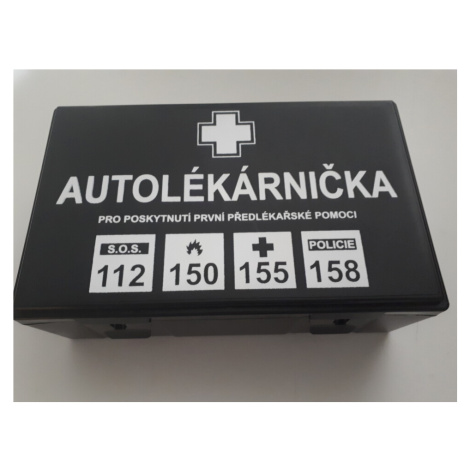 AUTOLÉKÁRNIČKA
PRO POSKYTNUTÍ PRVNÍ PŘEDLÉKAŘSKÉ POMOCI
S.O.S. POLICIE
112 150 155 158